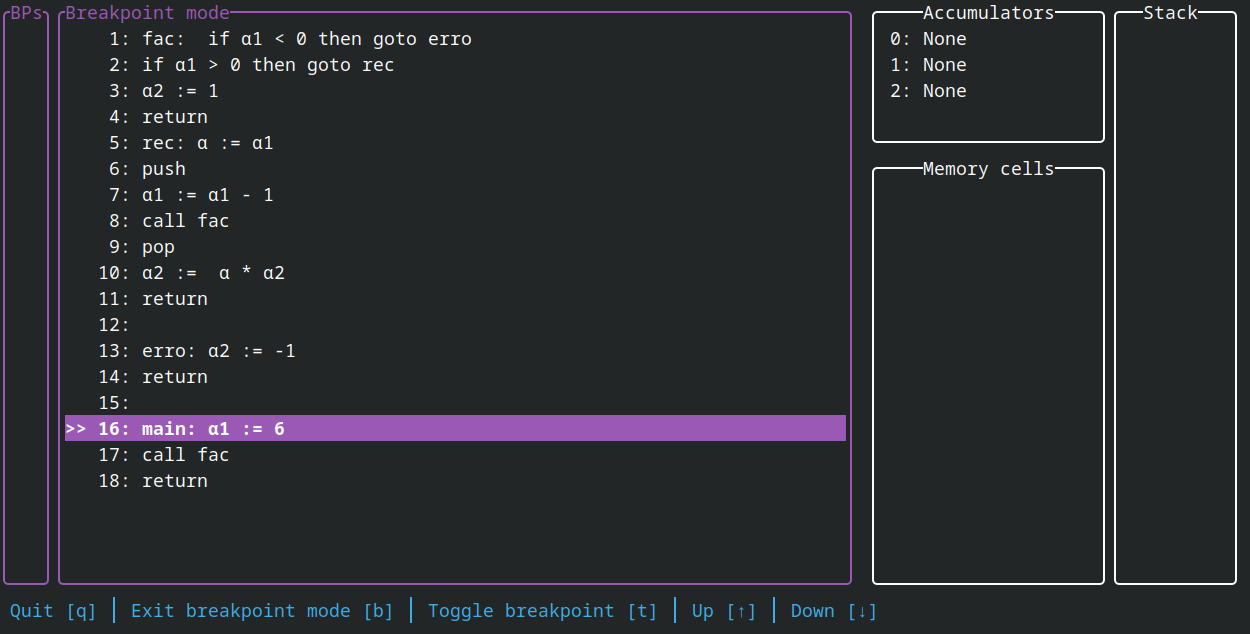 BPs
Breakpoint mode
1: fac:  if α1 < 0 then goto erro
2: if α1 > 0 then goto rec
3: α2 := 1
4: return
5: rec: α := α1
6: push
7: α1 := α1 - 1
8: call fac
9: pop
10: α2 :=  α * α2
11: return
12:
13: erro: α2 := -1
14: return
15:
>> 16: main: α1 := 6
17: call fac
18: return
Accumulators
0: None
1: None
2: None
Memory cells
Stack
Quit [q] │ Exit breakpoint mode [b] │ Toggle breakpoint [t] │ Up [↑] │ Down [↓]